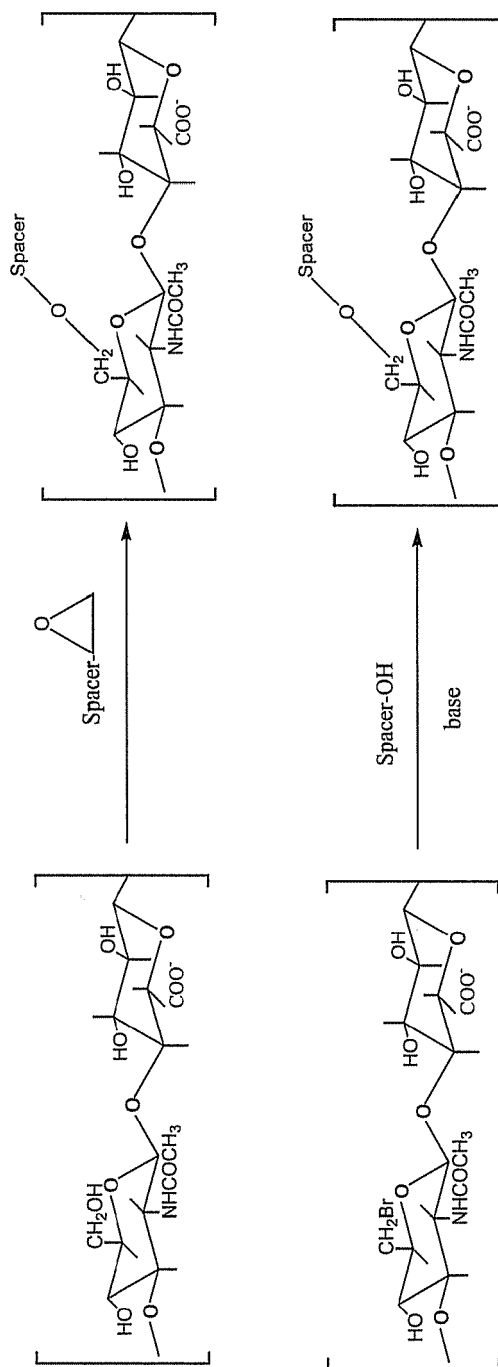 CH₂OH
O
HO
O
NHCOCH₃
O
OH
HO
COO⁻
O
Spacer-
O
Spacer
O
CH₂
O
HO
O
NHCOCH₃
O
OH
HO
COO⁻
O
CH₂Br
O
HO
O
NHCOCH₃
O
OH
HO
COO⁻
O
Spacer-OH
base
Spacer
O
CH₂
O
HO
O
NHCOCH₃
O
OH
HO
COO⁻
O